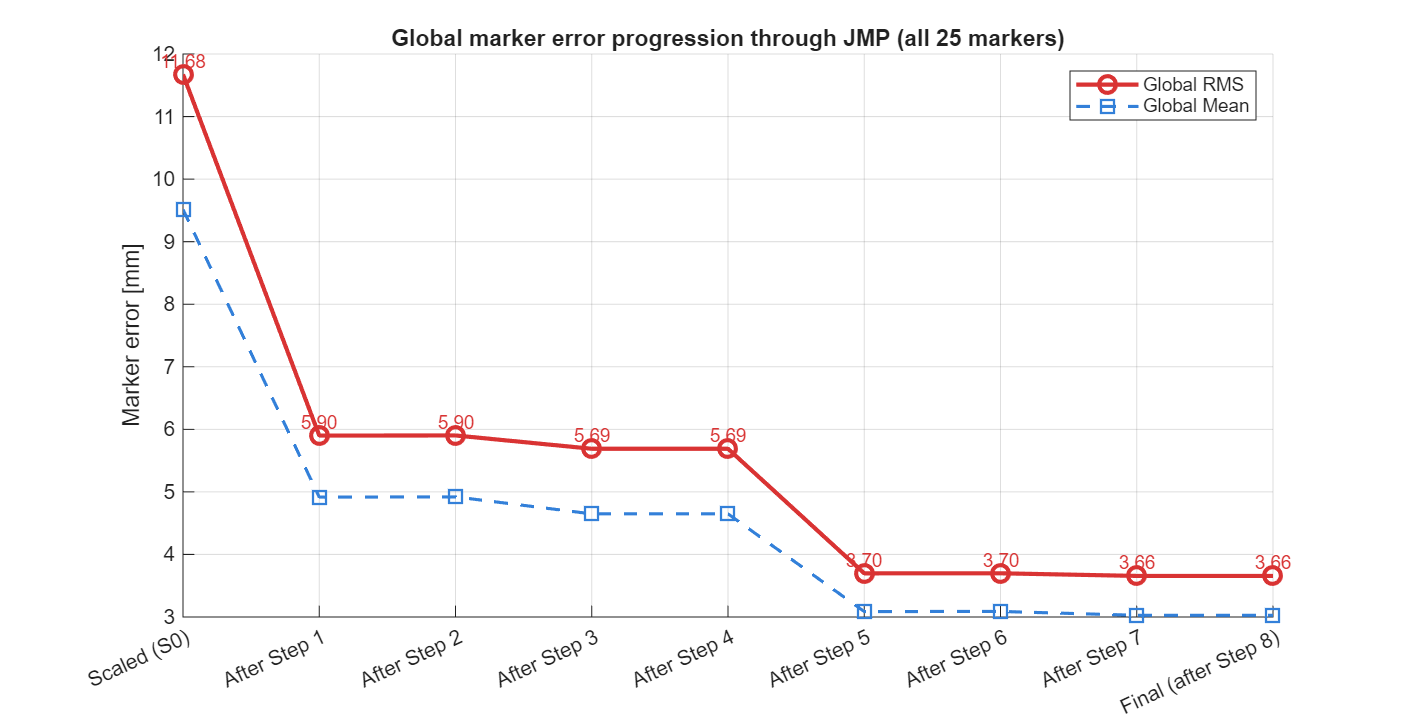 Global marker error progression through JMP (all 25 markers)
12
11
10
9
8
7
6
5
4
3
Marker error [mm]
11.68
5.90
5.90
5.69
5.69
3.70
3.70
3.66
3.66
Global RMS
Global Mean
Scaled (S0)
After Step 1
After Step 2
After Step 3
After Step 4
After Step 5
After Step 6
After Step 7
Final (after Step 8)